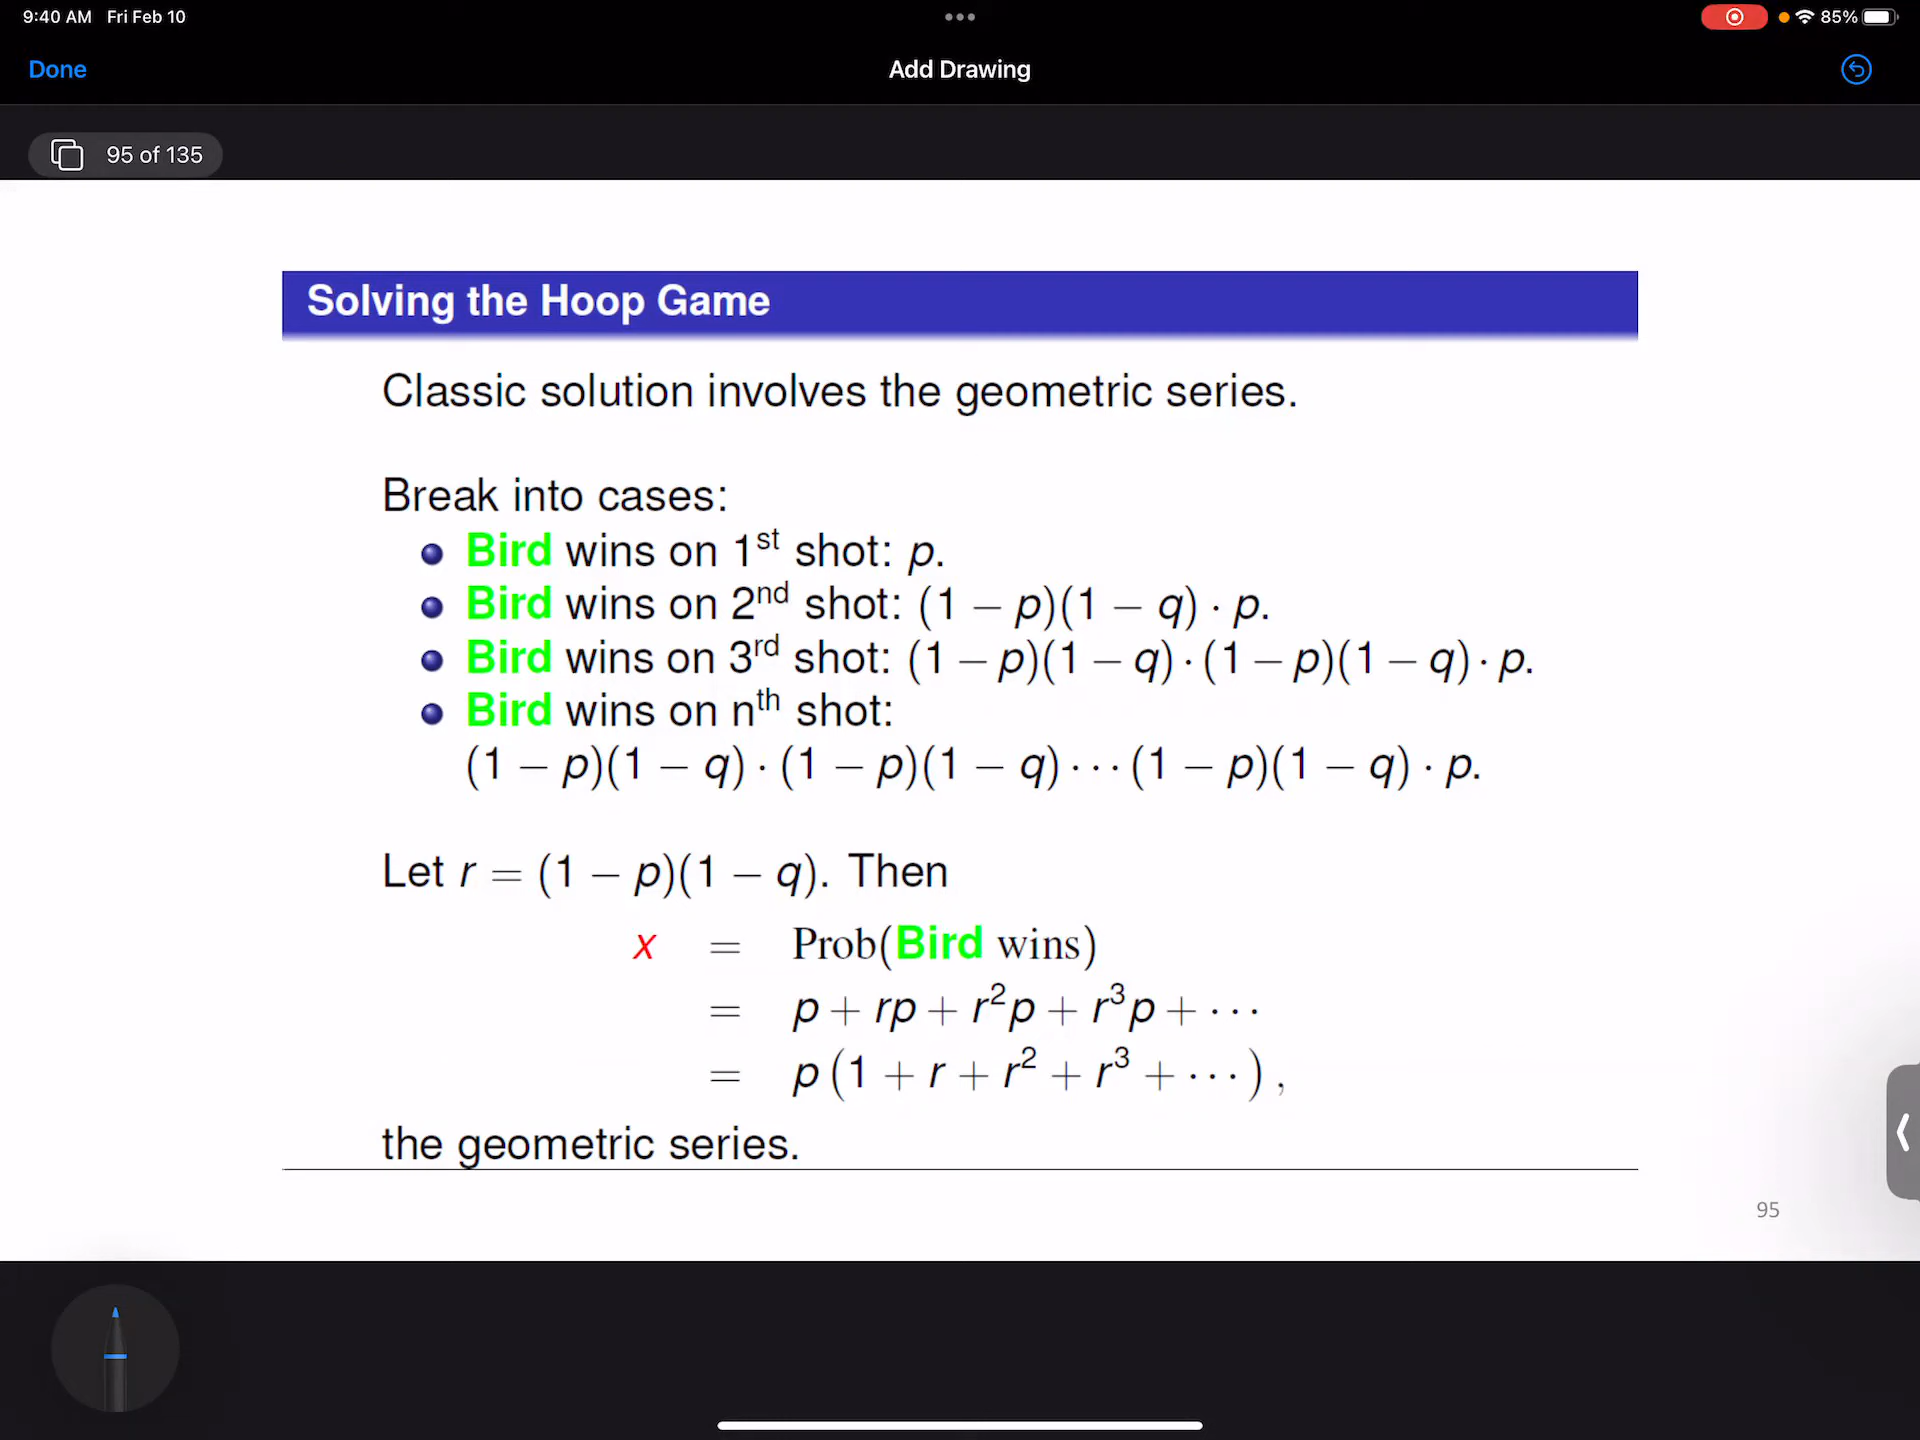 9:40 AM Fri Feb 10
85%
Done
Add Drawing
95 of 135
Solving the Hoop Game
Classic solution involves the geometric series.
Break into cases:
Bird wins on 1st shot: p.
Bird wins on 2nd shot: (1 − p)(1 − q) · p.
Bird wins on 3rd shot: (1 − p)(1 − q) · (1 − p)(1 − q) · p.
Bird wins on nth shot:
(1 − p)(1 − q) · (1 − p)(1 − q) · · · (1 − p)(1 − q) · p.
Let r = (1 − p)(1 − q). Then
x = Prob(Bird wins)
= p + rp + r²p + r³p + · · ·
= p (1 + r + r² + r³ + · · ·) ,
the geometric series.
95